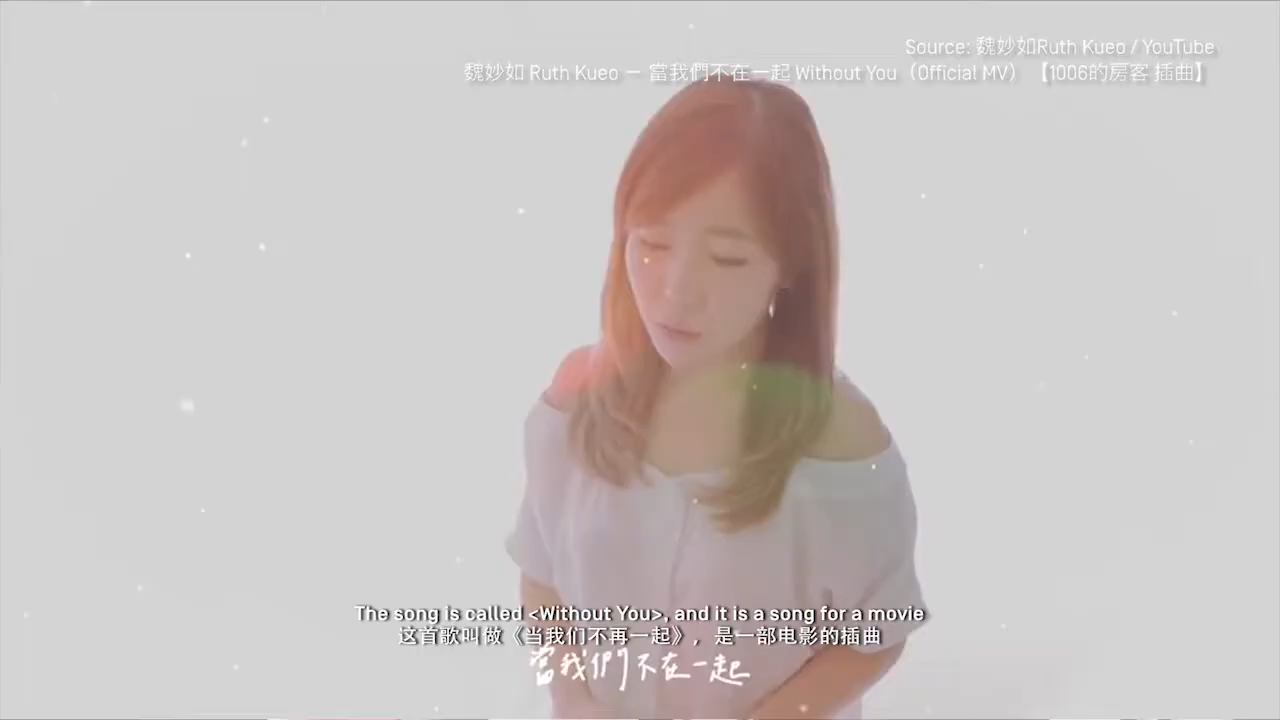 Source: 魏妙如Ruth Kueo / YouTube
魏妙如 Ruth Kueo － 當我們不在一起 Without You（Official MV）【1006的房客 插曲】
The song is called <Without You>, and it is a song for a movie
这首歌叫做《当我们不再一起》，是一部电影的插曲
當我們不在一起